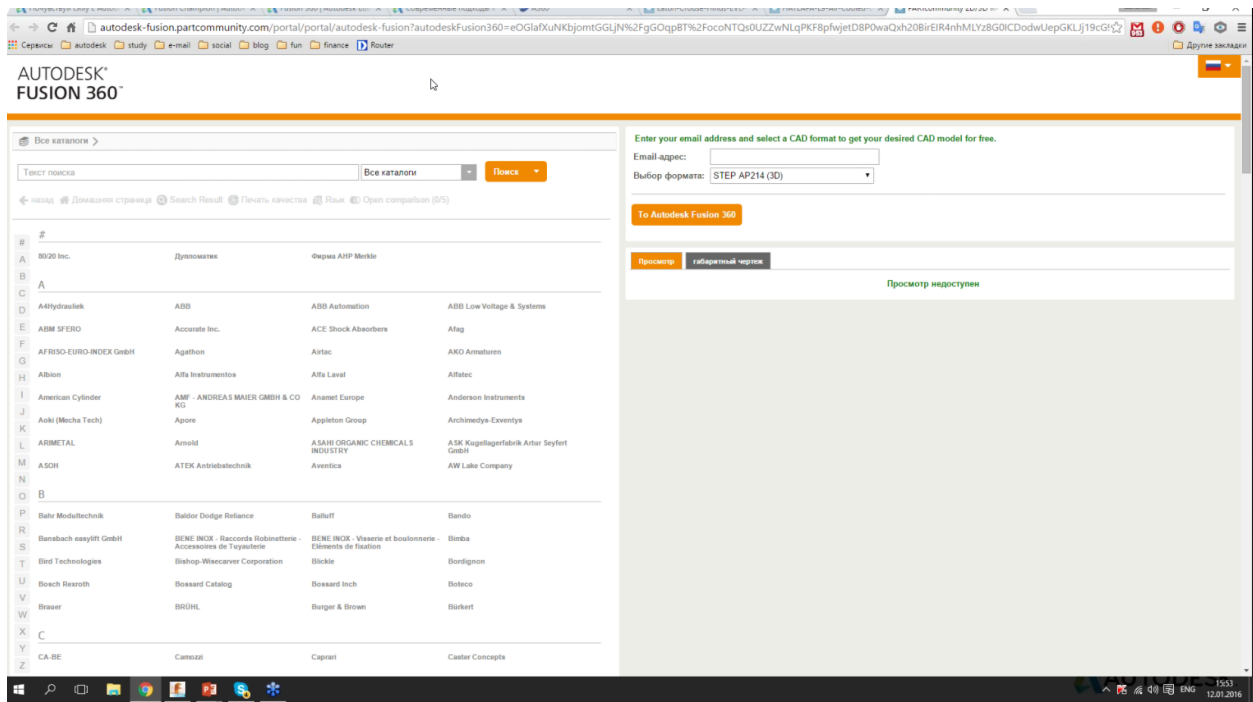 autodesk-fusion.partcommunity.com/portal/portal/autodesk-fusion?autodeskFusion360=
Сервисы autodesk study e-mail social blog fun finance Router Другие закладки
AUTODESK®
FUSION 360™
Все каталоги >
Текст поиска Все каталоги Поиск
назад Домашняя страница Search Result Печать качества Язык Open comparison (0/5)
Enter your email address and select a CAD format to get your desired CAD model for free.
Email-адрес:
Выбор формата: STEP AP214 (3D)
To Autodesk Fusion 360
Просмотр габаритный чертеж
Просмотр недоступен
#
A
B
C
D
E
F
G
H
I
J
K
L
M
N
O
P
R
S
T
U
V
W
X
Y
Z
#
80/20 Inc. Дупломатик Фирма AHP Merkle
A
A4Hydrauliek ABB ABB Automation ABB Low Voltage & Systems
ABM SFERO Accurate Inc. ACE Shock Absorbers Afag
AFRISO-EURO-INDEX GmbH Agathon Airtac AKO Armaturen
Albion Alfa Instrumentos Alfa Laval Alfatec
American Cylinder AMF - ANDREAS MAIER GMBH & CO Anamet Europe Anderson Instruments
KG
Aoki (Mecha Tech) Apore Appleton Group Archimedys-Exventys
ARIMETAL Arnold ASAHI ORGANIC CHEMICALS ASK Kugellagerfabrik Artur Seyfert
INDUSTRY GmbH
ASOH ATEK Antriebstechnik Aventics AW Lake Company
B
Bahr Modultechnik Baldor Dodge Reliance Balluff Bando
Bansbach easylift GmbH BENE INOX - Raccords Robinetterie - BENE INOX - Visserie et boulonnerie - Bimba
Accessoires de Tuyauterie Eléments de fixation
Bird Technologies Bishop-Wisecarver Corporation Blickle Bordignon
Bosch Rexroth Bossard Catalog Bossard Inch Boteco
Brauer BRÜHL Burger & Brown Bürkert
C
CA-BE Camozzi Caprari Caster Concepts
ENG 15:53
12.01.2016